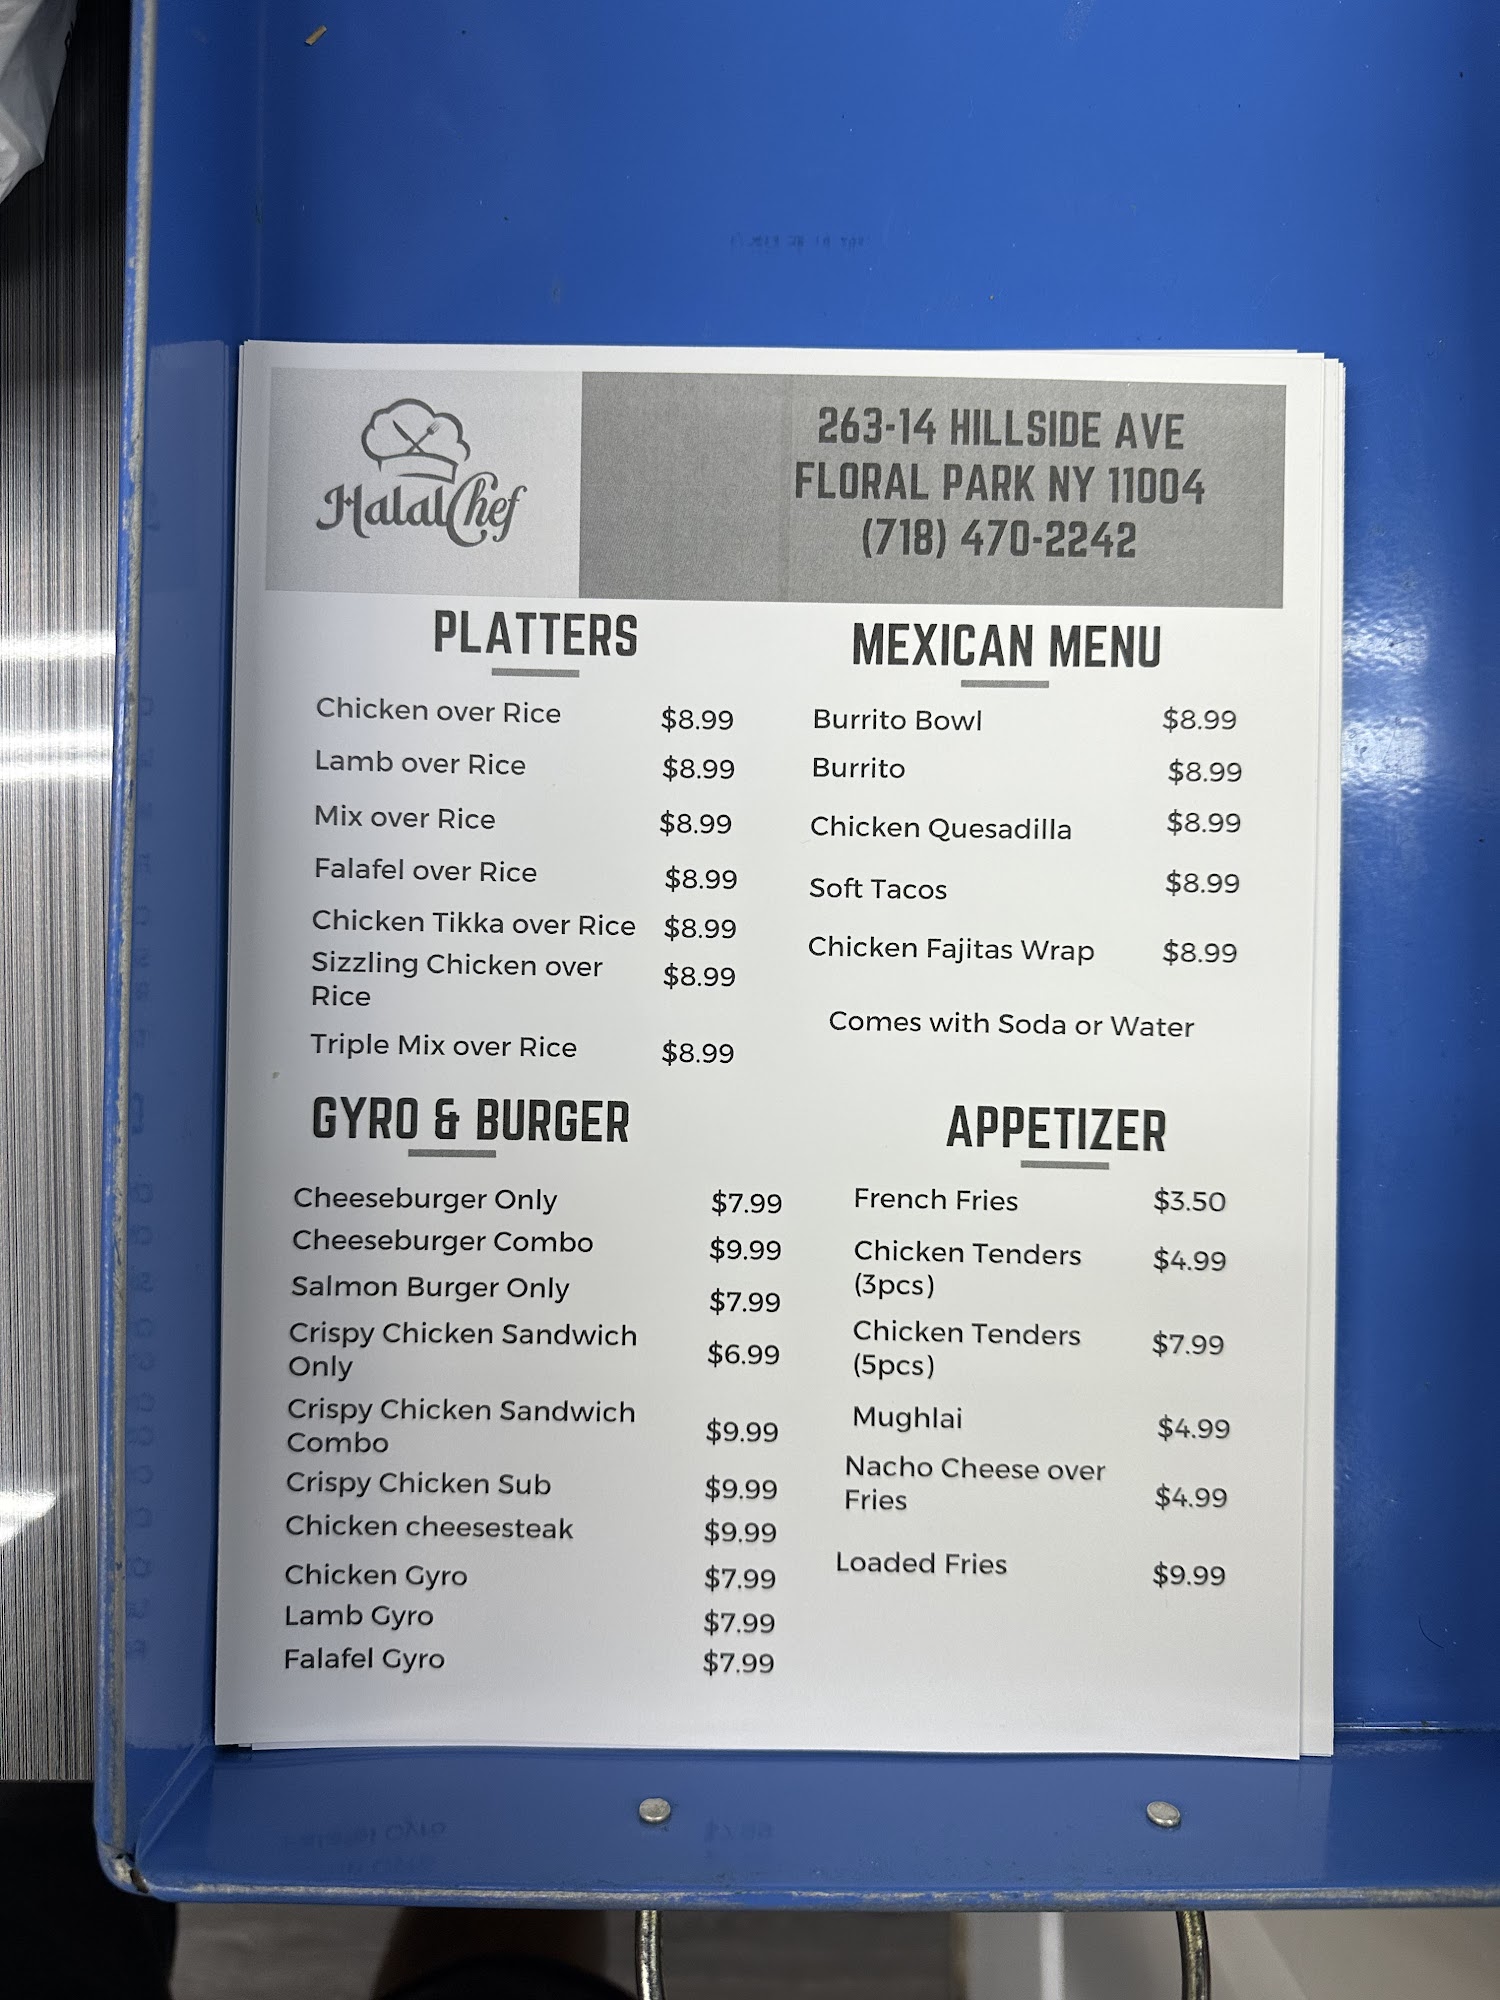 HalalChef
263-14 HILLSIDE AVE
FLORAL PARK NY 11004
(718) 470-2242
PLATTERS
Chicken over Rice $8.99
Lamb over Rice $8.99
Mix over Rice $8.99
Falafel over Rice $8.99
Chicken Tikka over Rice $8.99
Sizzling Chicken over
Rice $8.99
Triple Mix over Rice $8.99
MEXICAN MENU
Burrito Bowl $8.99
Burrito $8.99
Chicken Quesadilla $8.99
Soft Tacos $8.99
Chicken Fajitas Wrap $8.99
Comes with Soda or Water
GYRO & BURGER
Cheeseburger Only $7.99
Cheeseburger Combo $9.99
Salmon Burger Only $7.99
Crispy Chicken Sandwich
Only $6.99
Crispy Chicken Sandwich
Combo $9.99
Crispy Chicken Sub $9.99
Chicken cheesesteak $9.99
Chicken Gyro $7.99
Lamb Gyro $7.99
Falafel Gyro $7.99
APPETIZER
French Fries $3.50
Chicken Tenders $4.99
(3pcs)
Chicken Tenders $7.99
(5pcs)
Mughlai $4.99
Nacho Cheese over
Fries $4.99
Loaded Fries $9.99